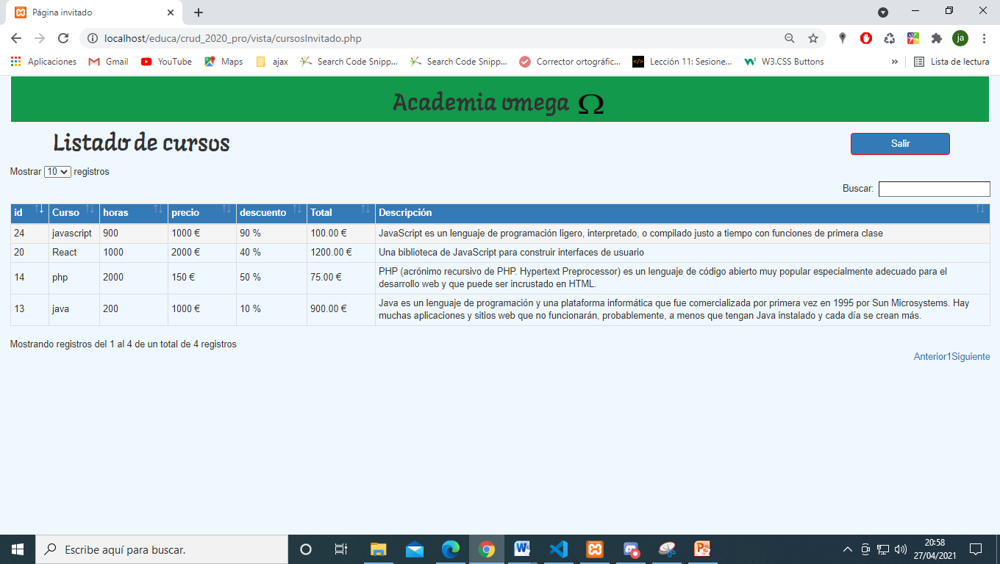 Página invitado
localhost/educa/crud_2020_pro/vista/cursosInvitado.php
ja
Aplicaciones Gmail YouTube Maps ajax Search Code Snipp... Search Code Snipp... Corrector ortográfic... Lección 11: Sesione... W3.CSS Buttons » Lista de lectura
Academia omega Ω
Listado de cursos
Salir
Mostrar 10 registros
Buscar:
id Curso horas precio descuento Total Descripción
24 javascript 900 1000 € 90 % 100.00 € JavaScript es un lenguaje de programación ligero, interpretado, o compilado justo a tiempo con funciones de primera clase
20 React 1000 2000 € 40 % 1200.00 € Una biblioteca de JavaScript para construir interfaces de usuario
14 php 2000 150 € 50 % 75.00 € PHP (acrónimo recursivo de PHP. Hypertext Preprocessor) es un lenguaje de código abierto muy popular especialmente adecuado para el
desarrollo web y que puede ser incrustado en HTML.
13 java 200 1000 € 10 % 900.00 € Java es un lenguaje de programación y una plataforma informática que fue comercializada por primera vez en 1995 por Sun Microsystems. Hay
muchas aplicaciones y sitios web que no funcionarán, probablemente, a menos que tengan Java instalado y cada día se crean más.
Mostrando registros del 1 al 4 de un total de 4 registros
Anterior1Siguiente
Escribe aquí para buscar.
20:58
27/04/2021